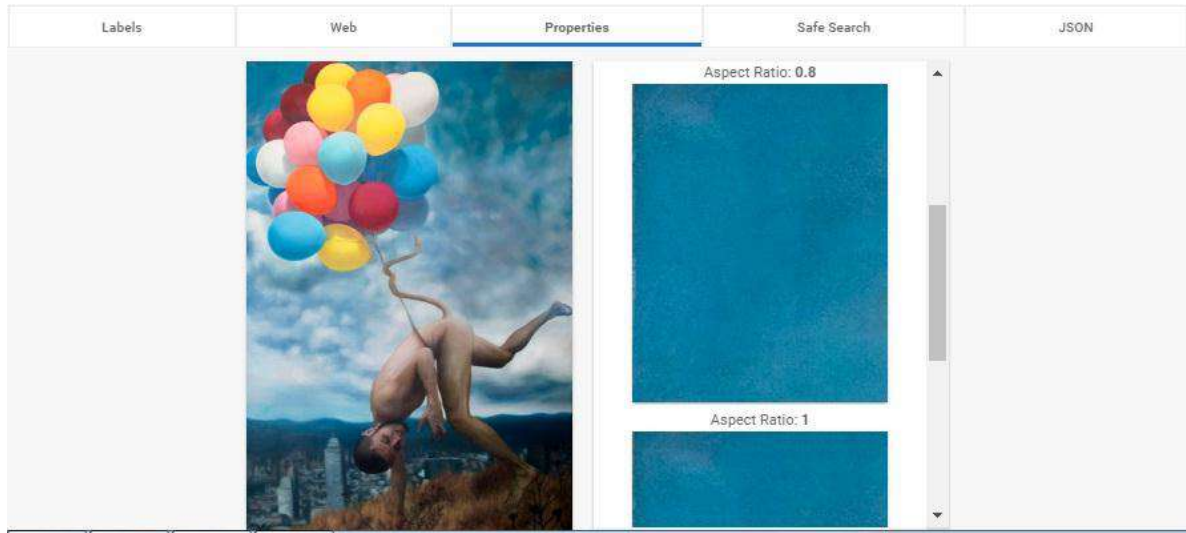 Labels Web Properties Safe Search JSON
Aspect Ratio: 0.8
Aspect Ratio: 1